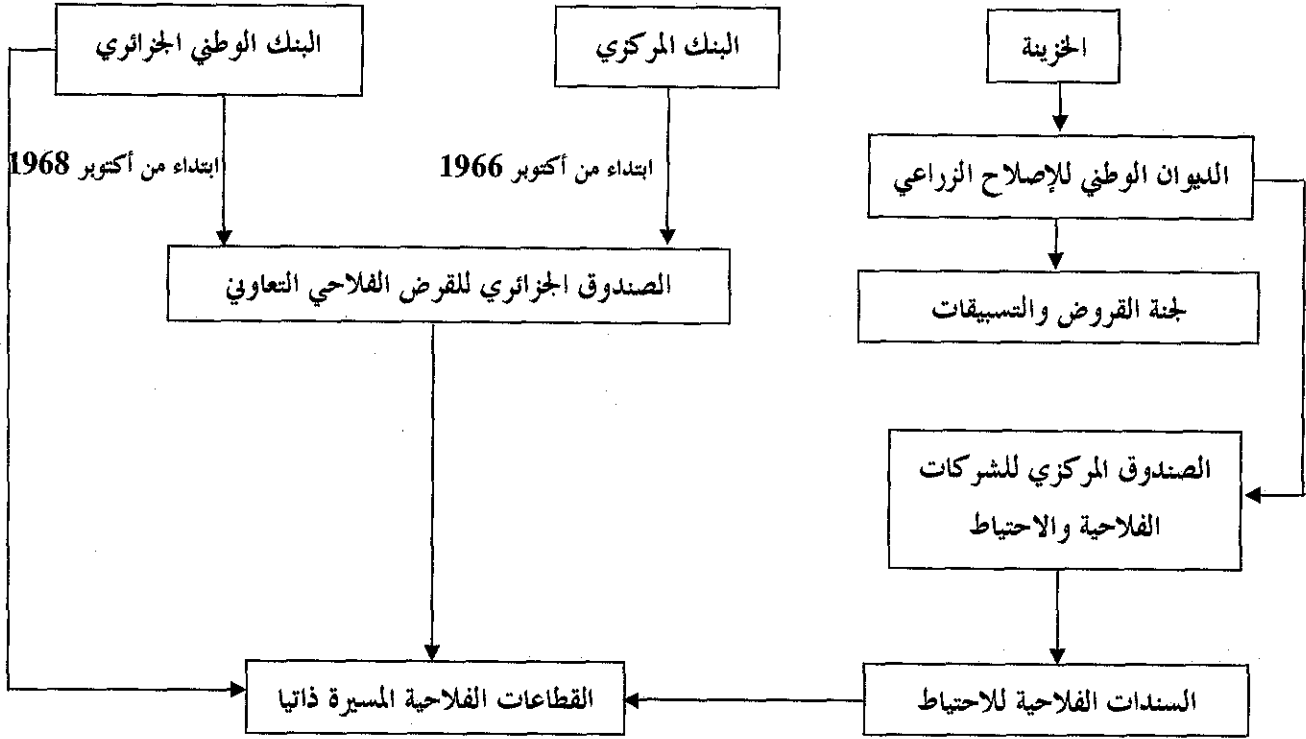 الخزينة
البنك المركزي
البنك الوطني الجزائري
ابتداء من أكتوبر 1966
ابتداء من أكتوبر 1968
الديوان الوطني للإصلاح الزراعي
الصندوق الجزائري للقرض الفلاحي التعاوني
لجنة القروض والتسبيقات
الصندوق المركزي للشركات
الفلاحية والاحتياط
السندات الفلاحية للاحتياط
القطاعات الفلاحية المسيرة ذاتيا